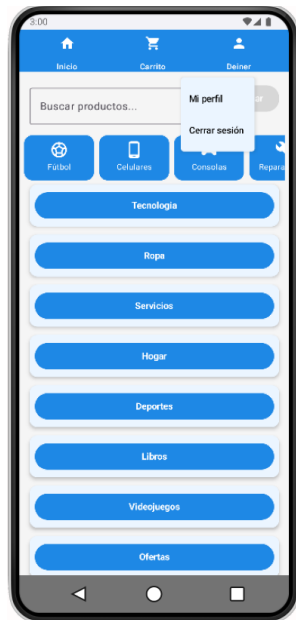 3:00
Inicio
Carrito
Deiner
Buscar productos...
Mi perfil
Cerrar sesión
Fútbol
Celulares
Consolas
Repara
Tecnología
Ropa
Servicios
Hogar
Deportes
Libros
Videojuegos
Ofertas